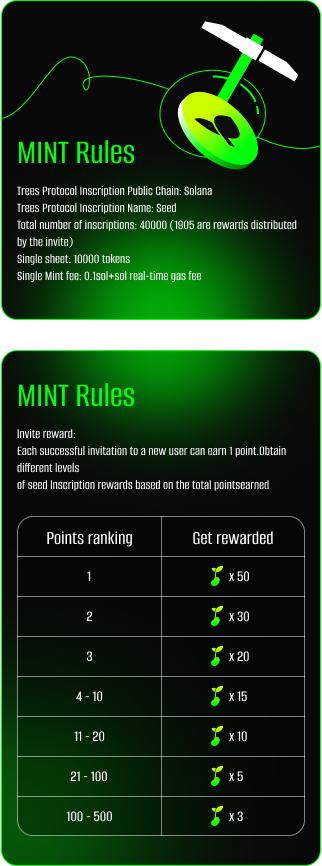 MINT Rules
Trees Protocol Inscription Public Chain: Solana
Trees Protocol Inscription Name: Seed
Total number of inscriptions: 40000 (1905 are rewards distributed
by the invite)
Single sheet: 10000 tokens
Single Mint fee: 0.1sol+sol real-time gas fee
MINT Rules
Invite reward:
Each successful invitation to a new user can earn 1 point.Obtain
different levels
of seed Inscription rewards based on the total pointsearned
Points ranking Get rewarded
1 x 50
2 x 30
3 x 20
4 - 10 x 15
11 - 20 x 10
21 - 100 x 5
100 - 500 x 3